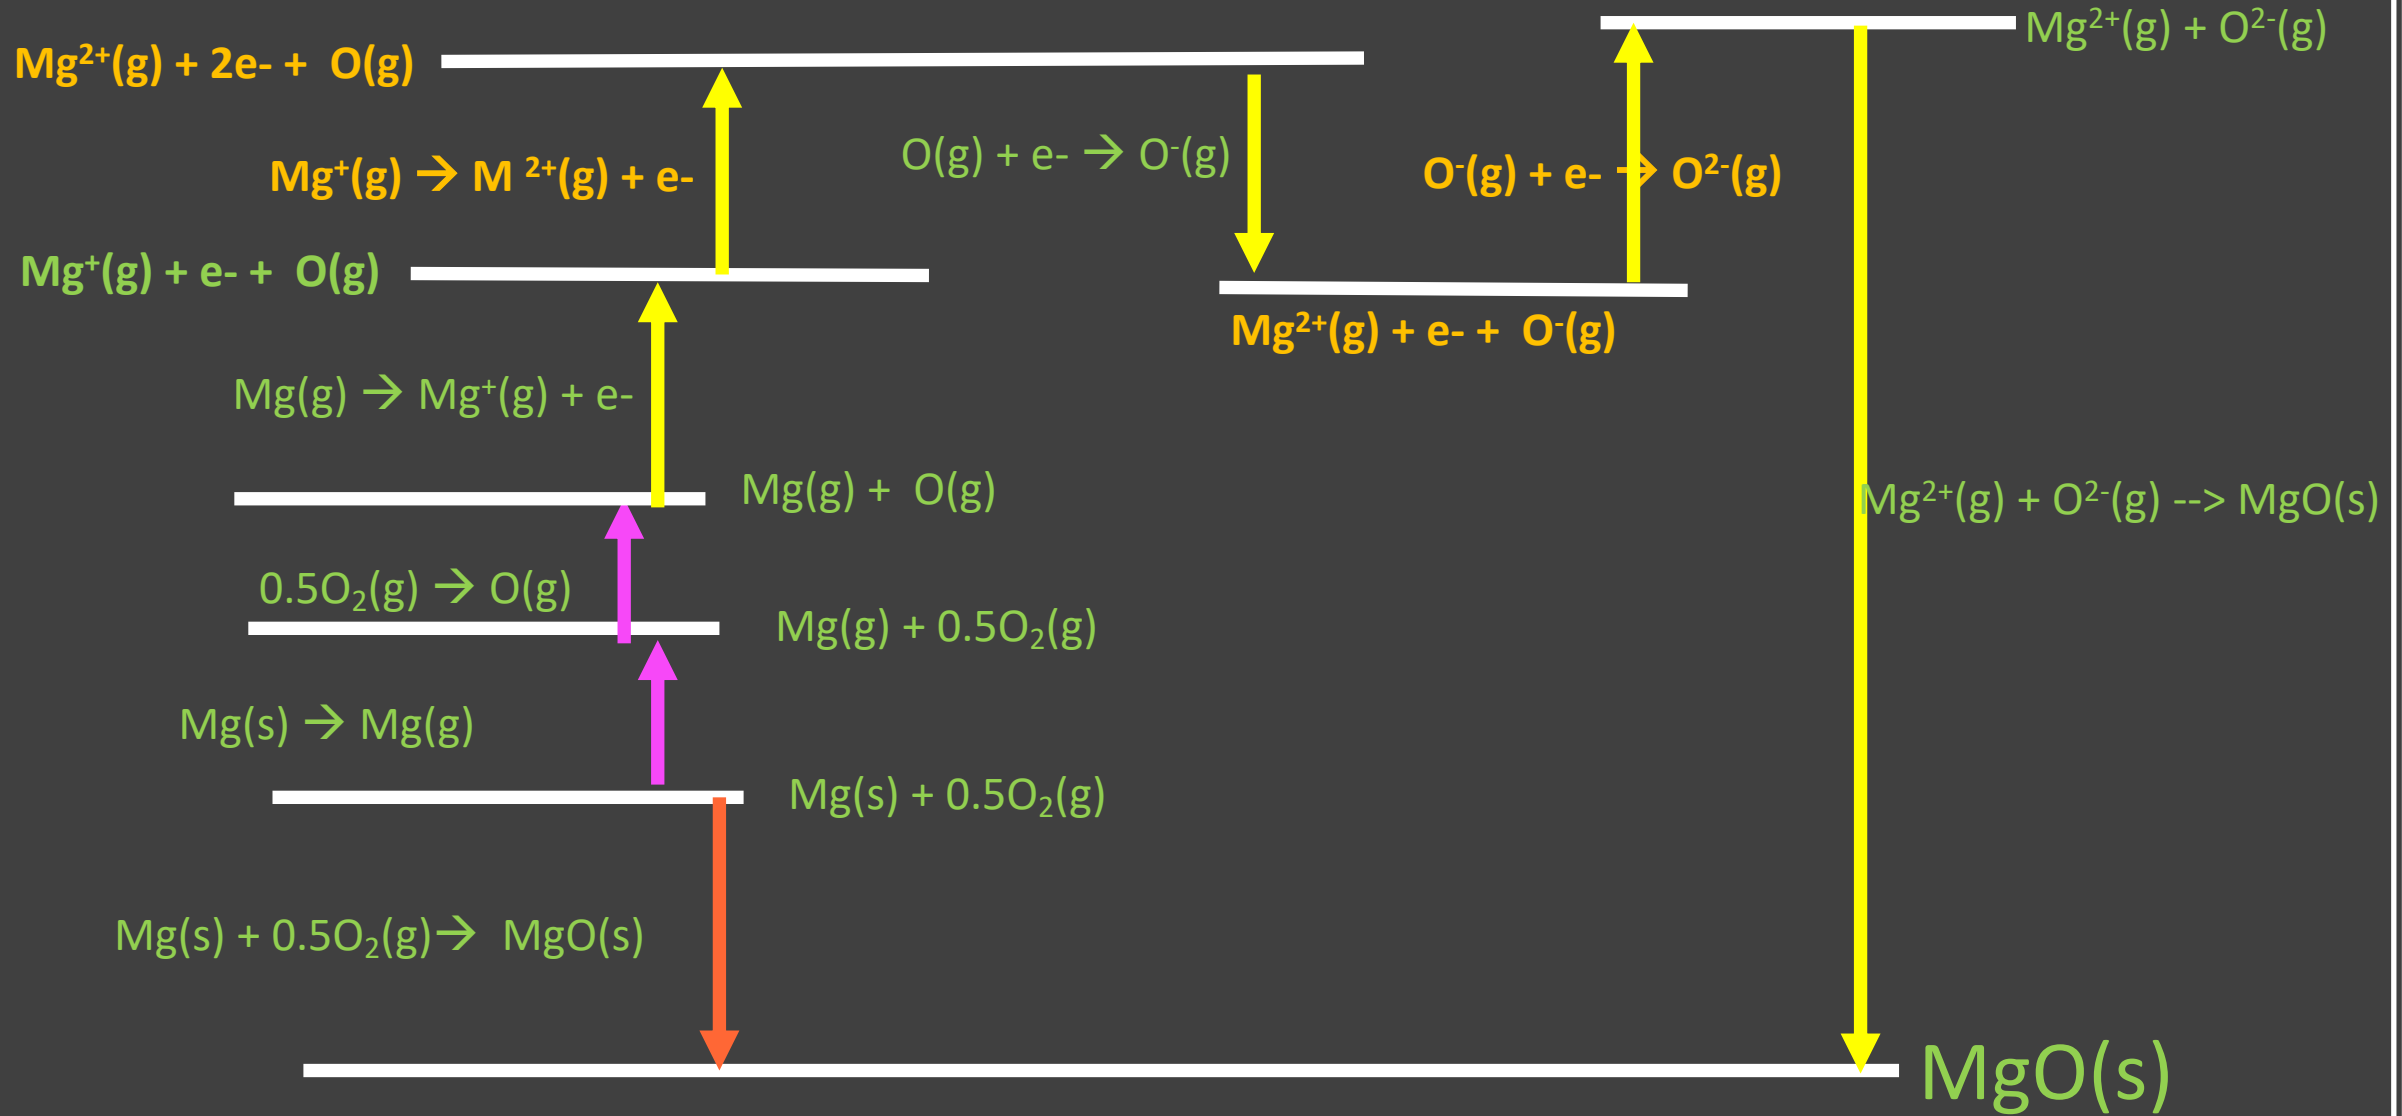 Mg²⁺(g) + O²⁻(g)
Mg²⁺(g) + 2e- + O(g)
O(g) + e- → O⁻(g)
Mg⁺(g) → M ²⁺(g) + e-
O⁻(g) + e- → O²⁻(g)
Mg⁺(g) + e- + O(g)
Mg²⁺(g) + e- + O⁻(g)
Mg(g) → Mg⁺(g) + e-
Mg(g) + O(g)
Mg²⁺(g) + O²⁻(g) --> MgO(s)
0.5O₂(g) → O(g)
Mg(g) + 0.5O₂(g)
Mg(s) → Mg(g)
Mg(s) + 0.5O₂(g)
Mg(s) + 0.5O₂(g)→ MgO(s)
MgO(s)